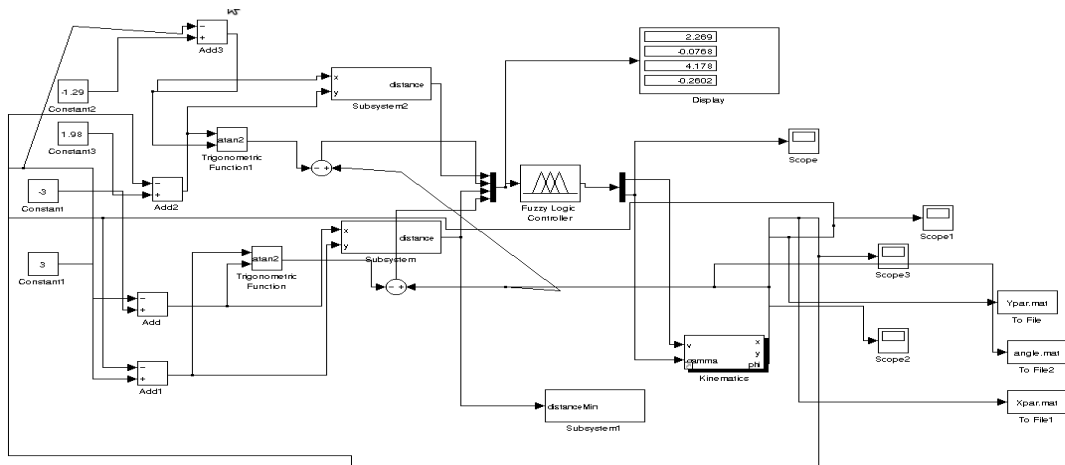 Add3
-1.29
Constant2
1.98
Constant3
-3
Constant
3
Constant1
Add2
Add
Add1
atan2
Trigonometric
Function1
atan2
Trigonometric
Function
x
y
distance
Subsystem2
x
y
distance
Subsystem
distanceMin
Subsystem1
Fuzzy Logic
Controller
2.269
-0.0768
4.178
-0.2602
Display
v
gamma
x
y
phi
Kinematics
Scope
Scope1
Scope3
Scope2
Ypar.mat
To File
angle.mat
To File2
Xpar.mat
To File1